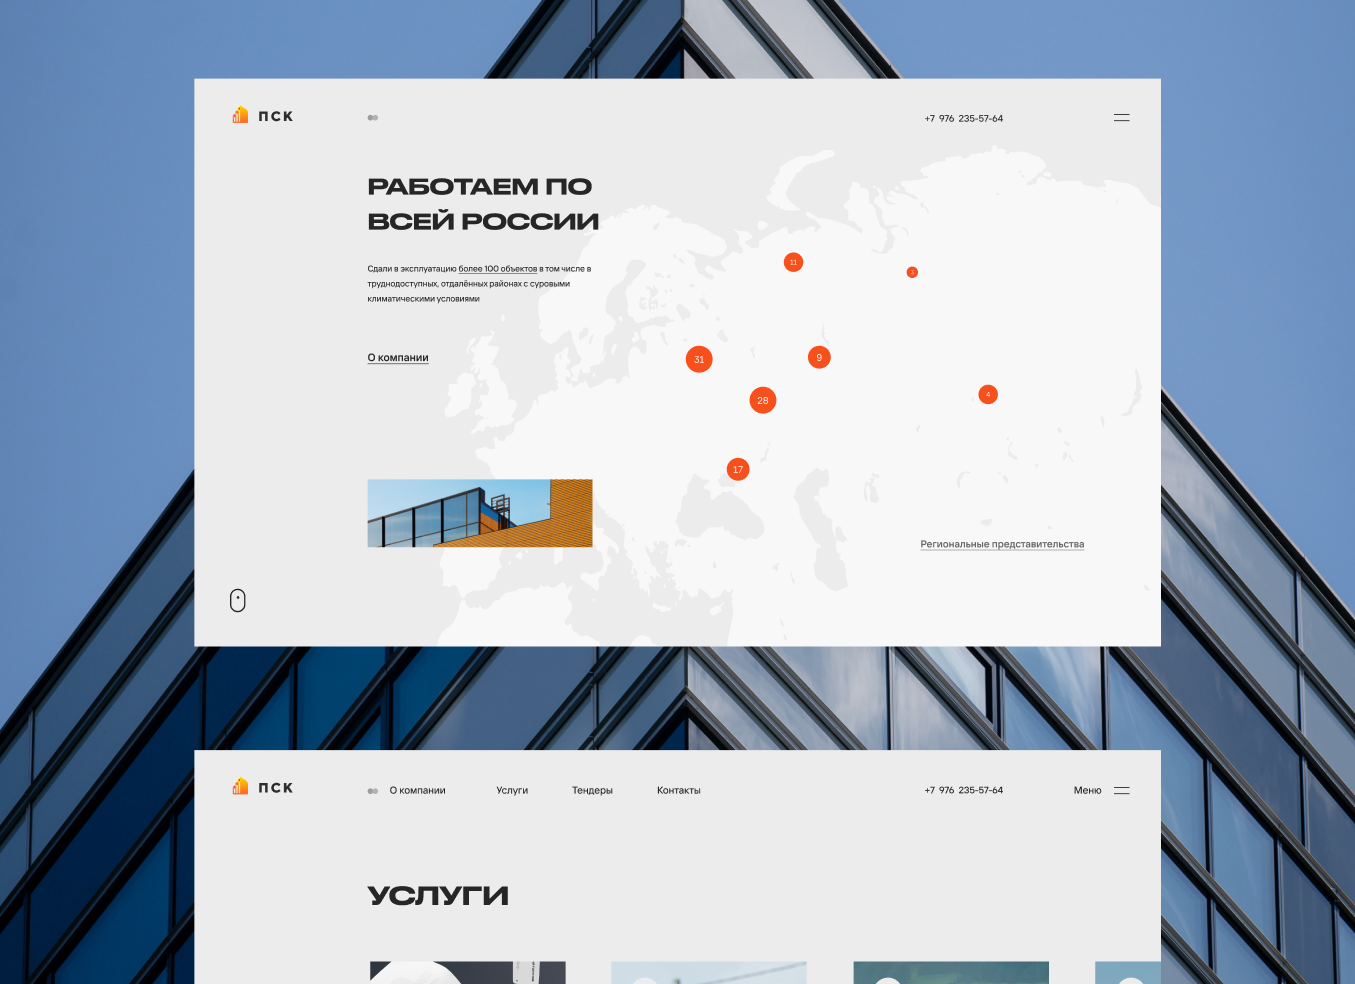 ПСК
+7 976 235-57-64
РАБОТАЕМ ПО
ВСЕЙ РОССИИ
Сдали в эксплуатацию более 100 объектов в том числе в
труднодоступных, отдалённых районах с суровыми
климатическими условиями
11
31
9
О компании
4
28
17
Региональные представительства
ПСК
О компании
Услуги
Тендеры
Контакты
+7 976 235-57-64
Меню
УСЛУГИ